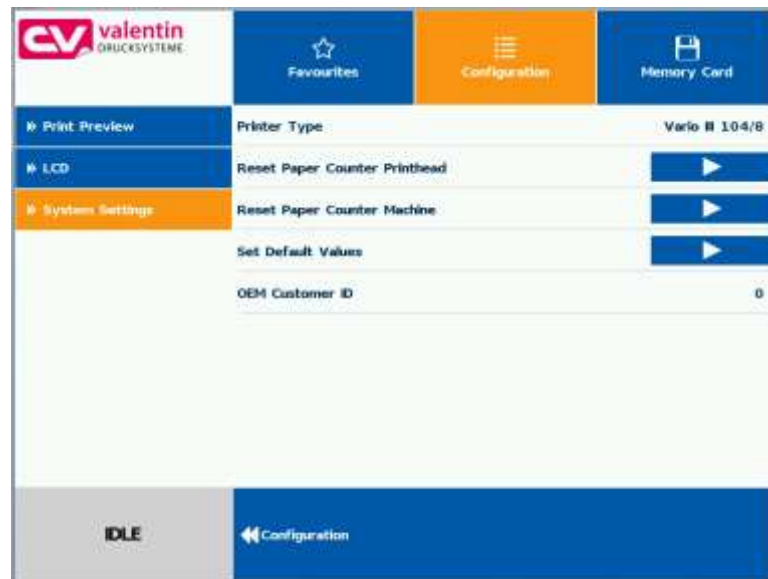 CV valentin
DRUCKSYSTEME
Favourites
Configuration
Memory Card
Print Preview
LCD
System Settings
Printer Type Vario III 104/8
Reset Paper Counter Printhead
Reset Paper Counter Machine
Set Default Values
OEM Customer ID 0
IDLE
Configuration